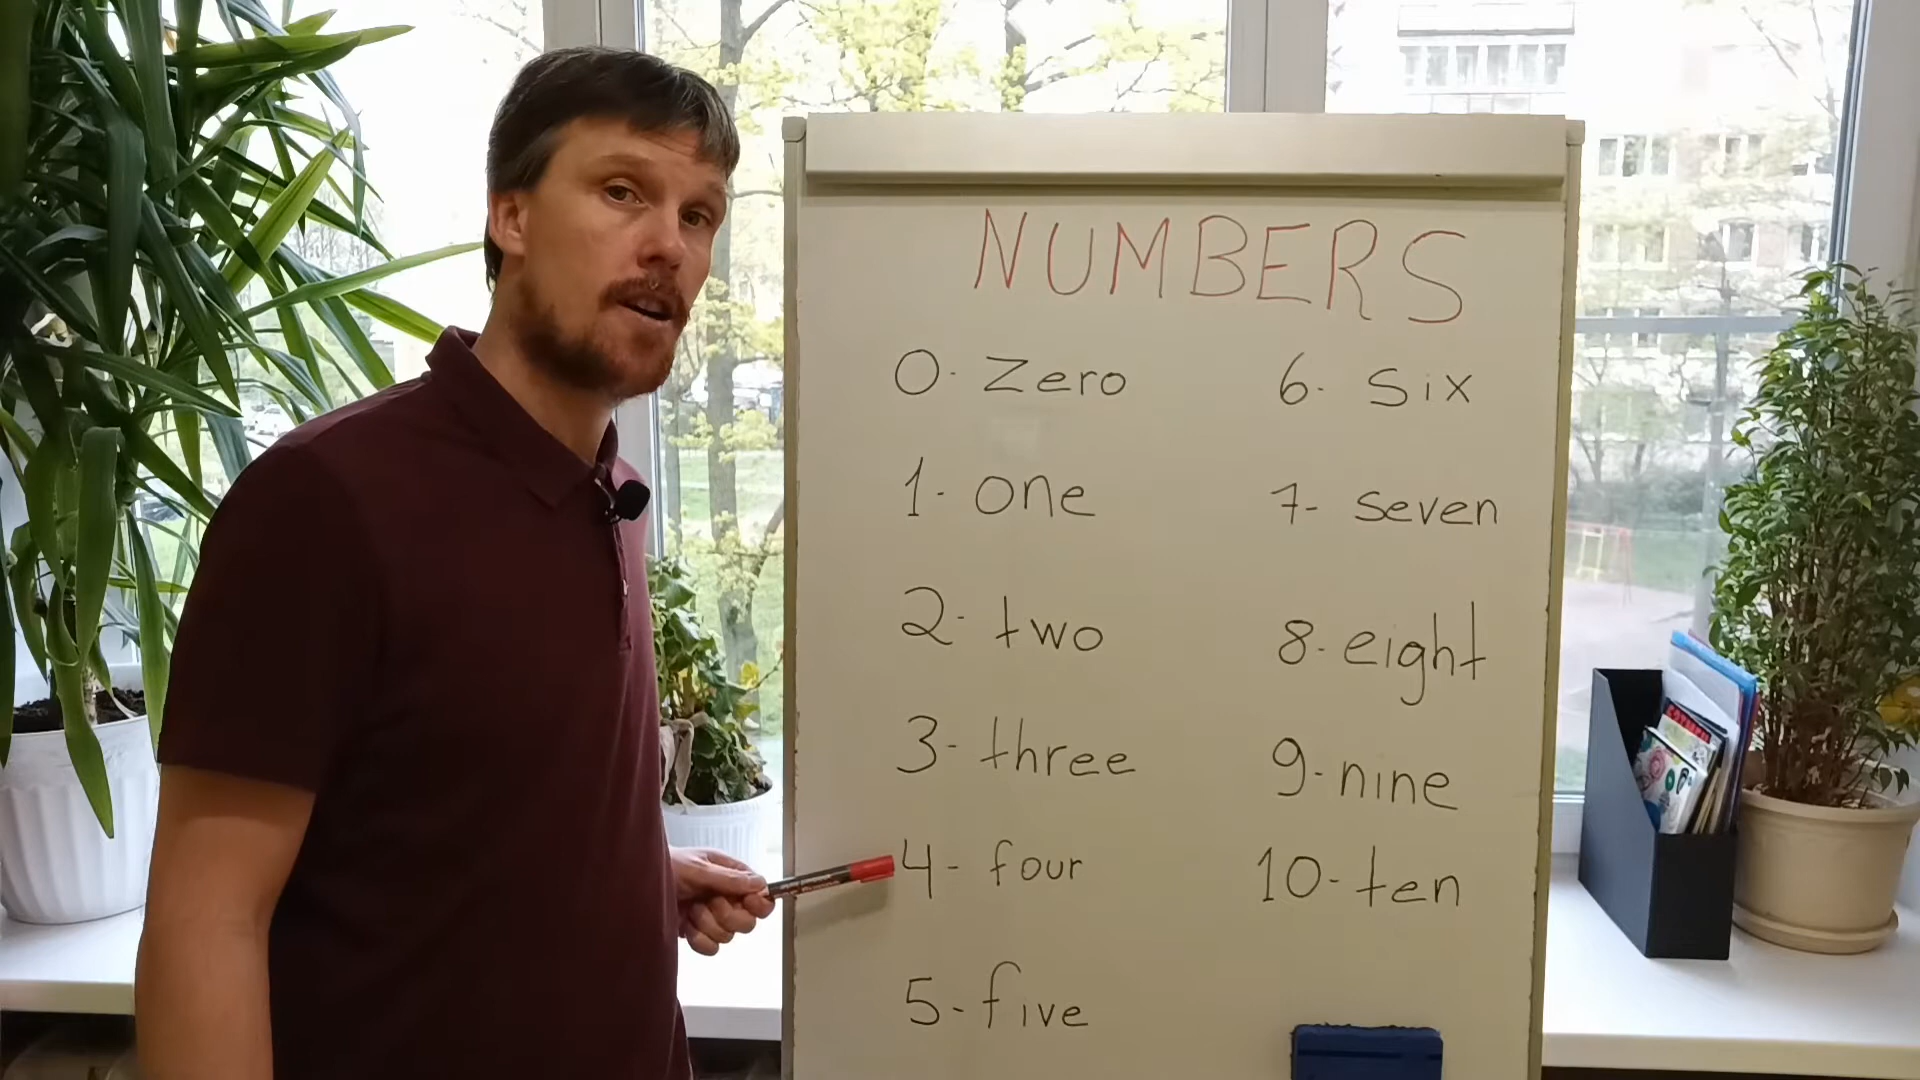 NUMBERS
0- Zero
1- one
2- two
3- three
4- four
5- five
6- six
7- seven
8- eight
9- nine
10- ten